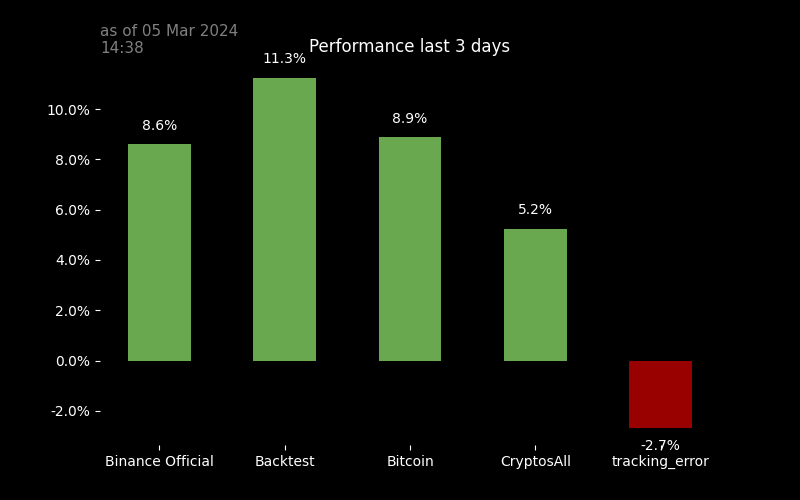 as of 05 Mar 2024
14:38
Performance last 3 days
11.3%
8.9%
8.6%
5.2%
-2.7%
10.0%
8.0%
6.0%
4.0%
2.0%
0.0%
-2.0%
Binance Official
Backtest
Bitcoin
CryptosAll
tracking_error